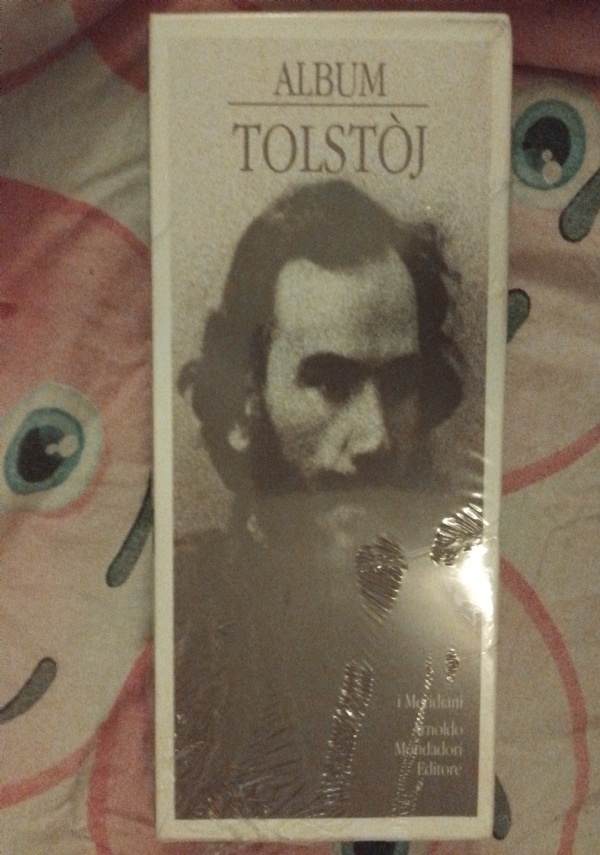 ALBUM
TOLSTÒJ
i Meridiani
Arnoldo
Mondadori
Editore